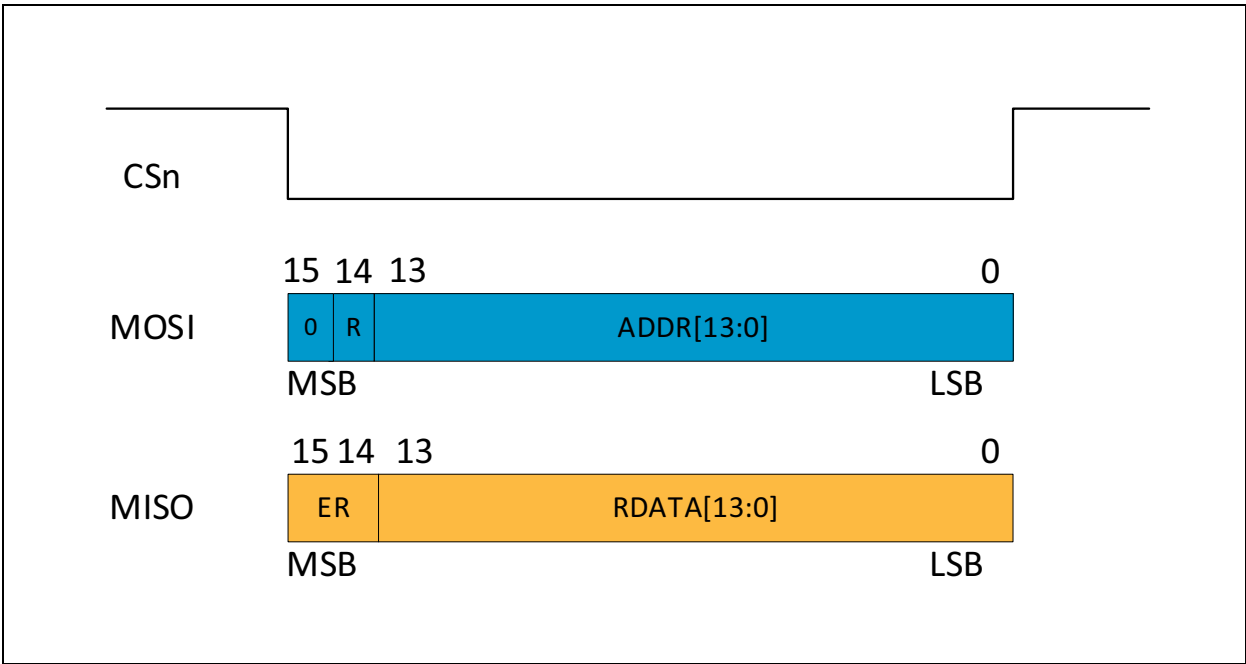 CSn
15 14 13 0
MOSI 0 R ADDR[13:0]
MSB LSB
15 14 13 0
MISO ER RDATA[13:0]
MSB LSB